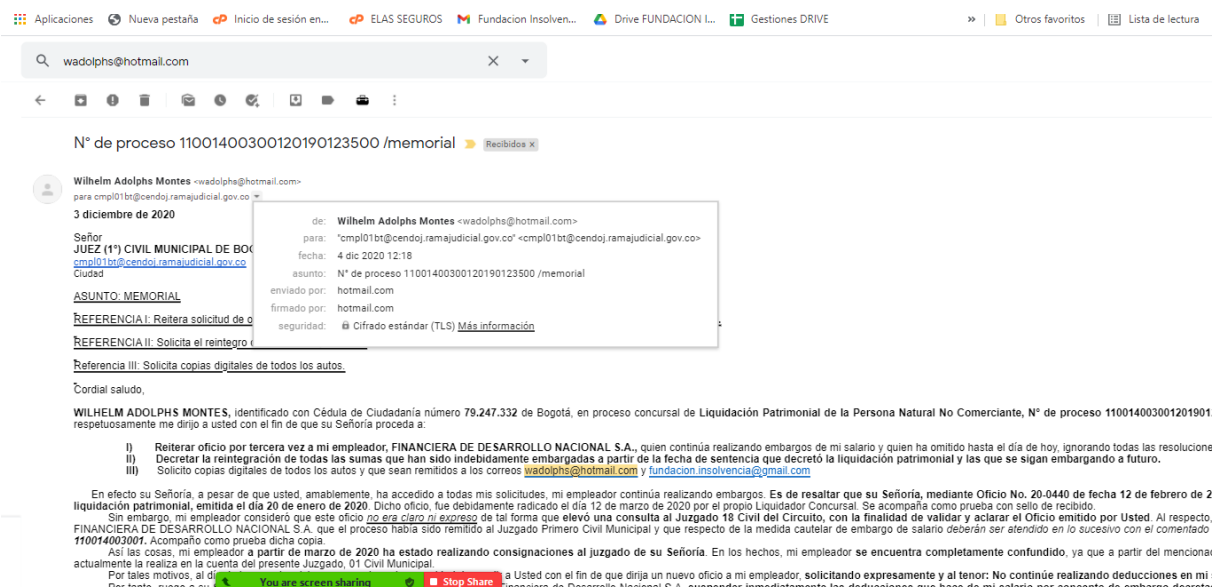 Aplicaciones Nueva pestaña Inicio de sesión en... ELAS SEGUROS Fundacion Insolven... Drive FUNDACION I... Gestiones DRIVE » Otros favoritos Lista de lectura
wadolphs@hotmail.com
N° de proceso 11001400300120190123500 /memorial Recibidos x
Wilhelm Adolphs Montes <wadolphs@hotmail.com>
para cmpl01bt@cendoj.ramajudicial.gov.co
3 diciembre de 2020
de: Wilhelm Adolphs Montes <wadolphs@hotmail.com>
para: "cmpl01bt@cendoj.ramajudicial.gov.co" <cmpl01bt@cendoj.ramajudicial.gov.co>
fecha: 4 dic 2020 12:18
asunto: N° de proceso 11001400300120190123500 /memorial
enviado por: hotmail.com
firmado por: hotmail.com
seguridad: Cifrado estándar (TLS) Más información
Señor
JUEZ (1°) CIVIL MUNICIPAL DE BOG
cmpl01bt@cendoj.ramajudicial.gov.co
Ciudad
ASUNTO: MEMORIAL
REFERENCIA I: Reitera solicitud de o
REFERENCIA II: Solicita el reintegro
Referencia III: Solicita copias digitales de todos los autos.
Cordial saludo,
WILHELM ADOLPHS MONTES, identificado con Cédula de Ciudadanía número 79.247.332 de Bogotá, en proceso concursal de Liquidación Patrimonial de la Persona Natural No Comerciante, N° de proceso 110014003001201901
respetuosamente me dirijo a usted con el fin de que su Señoría proceda a:
I) Reiterar oficio por tercera vez a mi empleador, FINANCIERA DE DESARROLLO NACIONAL S.A., quien continúa realizando embargos de mi salario y quien ha omitido hasta el día de hoy, ignorando todas las resolucione
II) Decretar la reintegración de todas las sumas que han sido indebidamente embargadas a partir de la fecha de sentencia que decretó la liquidación patrimonial y las que se sigan embargando a futuro.
III) Solicito copias digitales de todos los autos y que sean remitidos a los correos wadolphs@hotmail.com y fundacion.insolvencia@gmail.com
En efecto su Señoría, a pesar de que usted, amablemente, ha accedido a todas mis solicitudes, mi empleador continúa realizando embargos. Es de resaltar que su Señoría, mediante Oficio No. 20-0440 de fecha 12 de febrero de 2
liquidación patrimonial, emitida el día 20 de enero de 2020. Dicho oficio, fue debidamente radicado el día 12 de marzo de 2020 por el propio Liquidador Concursal. Se acompaña como prueba con sello de recibido.
Sin embargo, mi empleador consideró que este oficio no era claro ni expreso de tal forma que elevó una consulta al Juzgado 18 Civil del Circuito, con la finalidad de validar y aclarar el Oficio emitido por Usted. Al respecto,
FINANCIERA DE DESARROLLO NACIONAL S.A. que el proceso había sido remitido al Juzgado Primero Civil Municipal y que respecto de la medida cautelar de embargo de salario deberán ser atendido en lo sucesivo con el comentado
110014003001. Acompaño como prueba dicha copia.
Así las cosas, mi empleador a partir de marzo de 2020 ha estado realizando consignaciones al juzgado de su Señoría. En los hechos, mi empleador se encuentra completamente confundido, ya que a partir del menciona
actualmente la realiza en la cuenta del presente Juzgado, 01 Civil Municipal.
Por tales motivos, al dí a Usted con el fin de que dirija un nuevo oficio a mi empleador, solicitando expresamente y al tenor: No continúe realizando deducciones en mi
You are screen sharing Stop Share